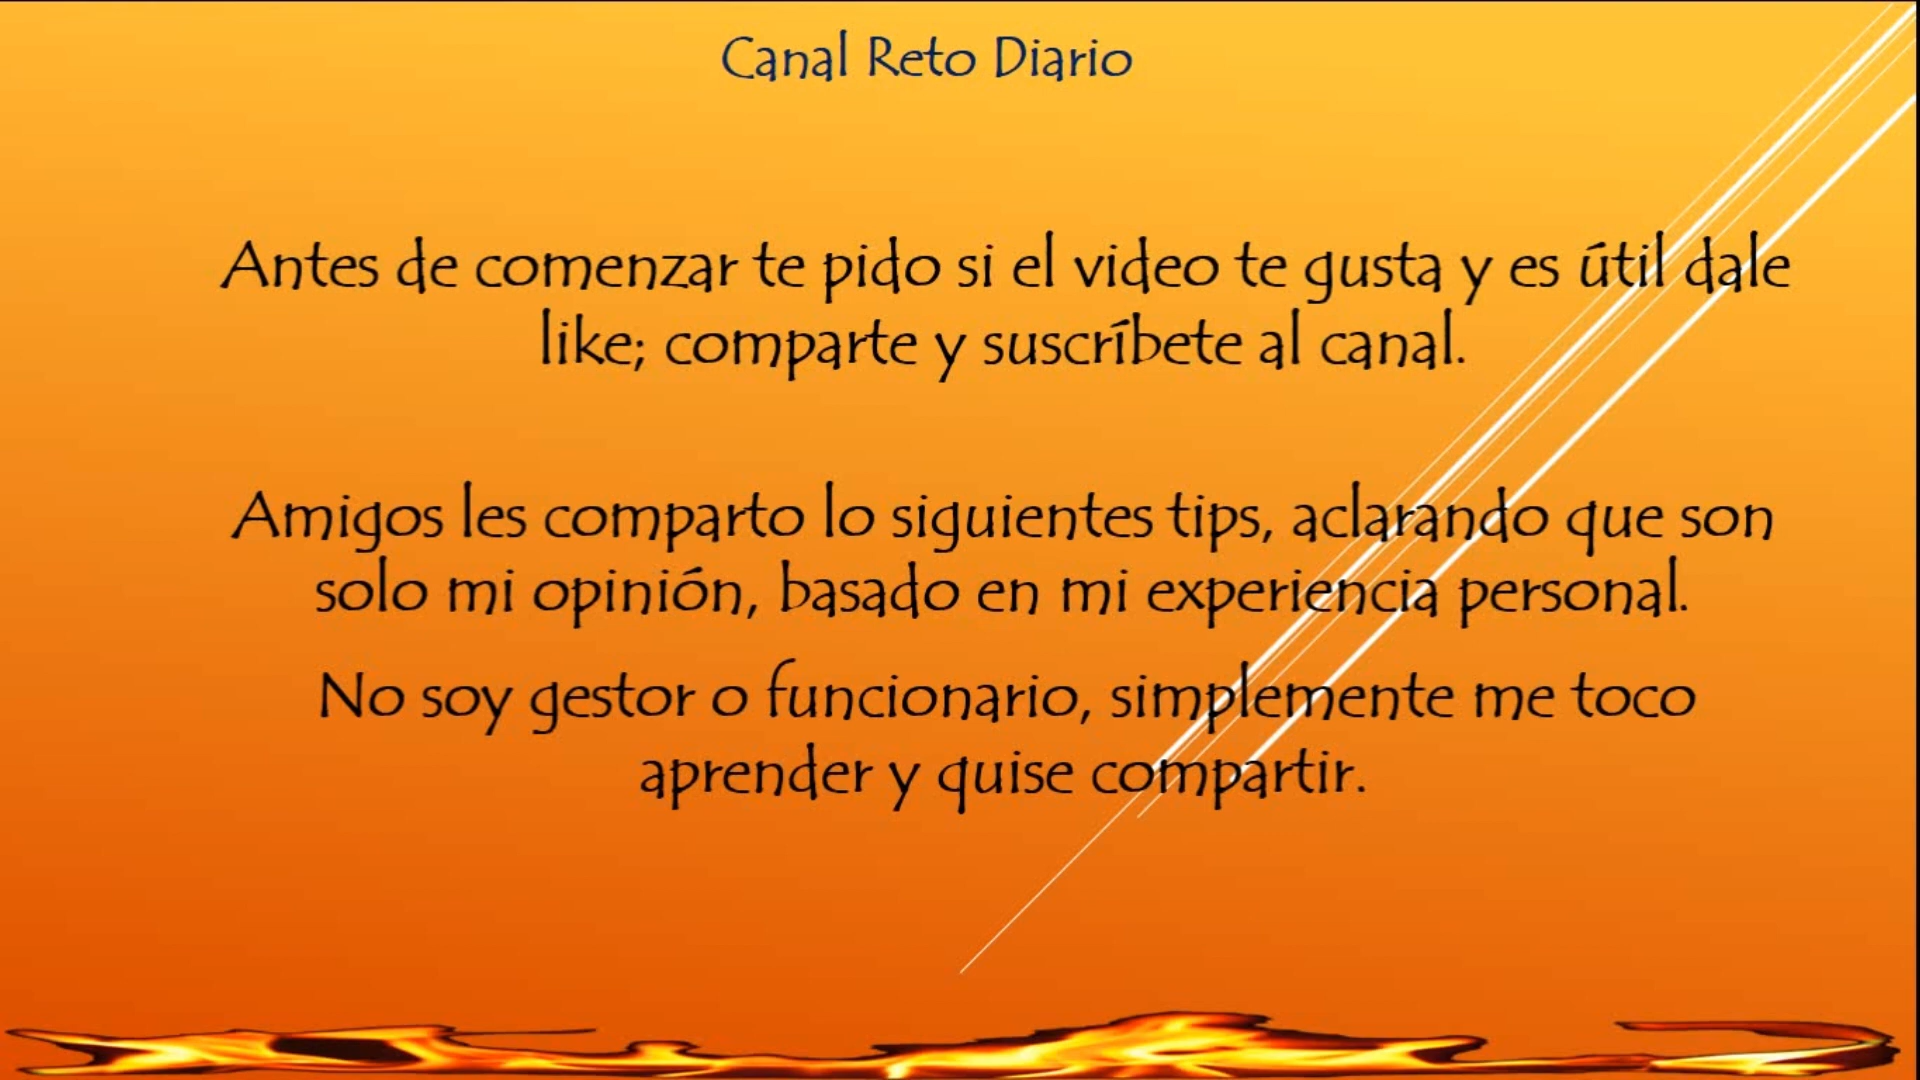 Canal Reto Diario
Antes de comenzar te pido si el video te gusta y es útil dale
like; comparte y suscríbete al canal.
Amigos les comparto lo siguientes tips, aclarando que son
solo mi opinión, basado en mi experiencia personal.
No soy gestor o funcionario, simplemente me toco
aprender y quise compartir.